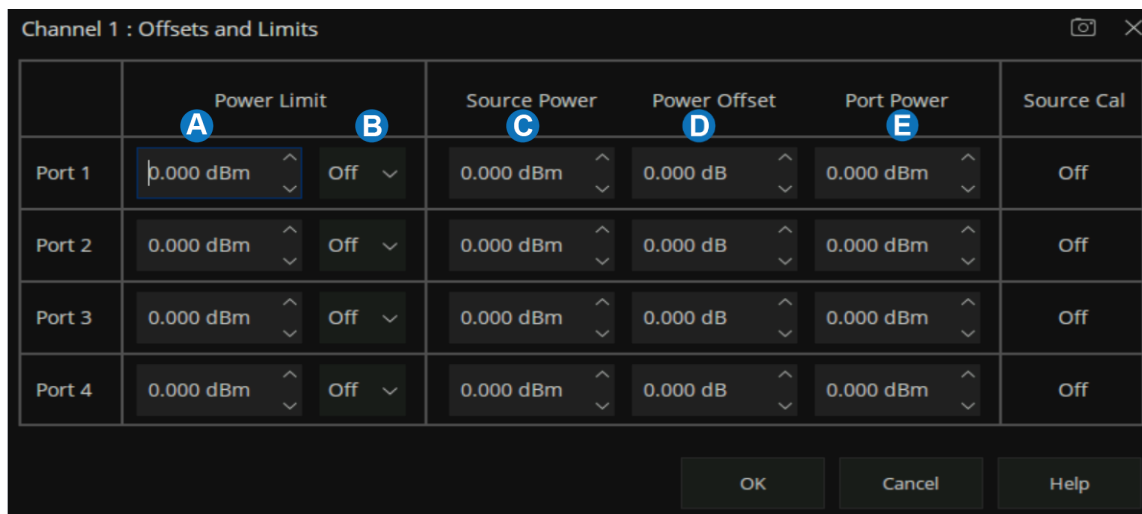 Channel 1 : Offsets and Limits
Power Limit Source Power Power Offset Port Power Source Cal
A B C D E
Port 1 0.000 dBm Off 0.000 dBm 0.000 dB 0.000 dBm Off
Port 2 0.000 dBm Off 0.000 dBm 0.000 dB 0.000 dBm Off
Port 3 0.000 dBm Off 0.000 dBm 0.000 dB 0.000 dBm Off
Port 4 0.000 dBm Off 0.000 dBm 0.000 dB 0.000 dBm Off
OK Cancel Help